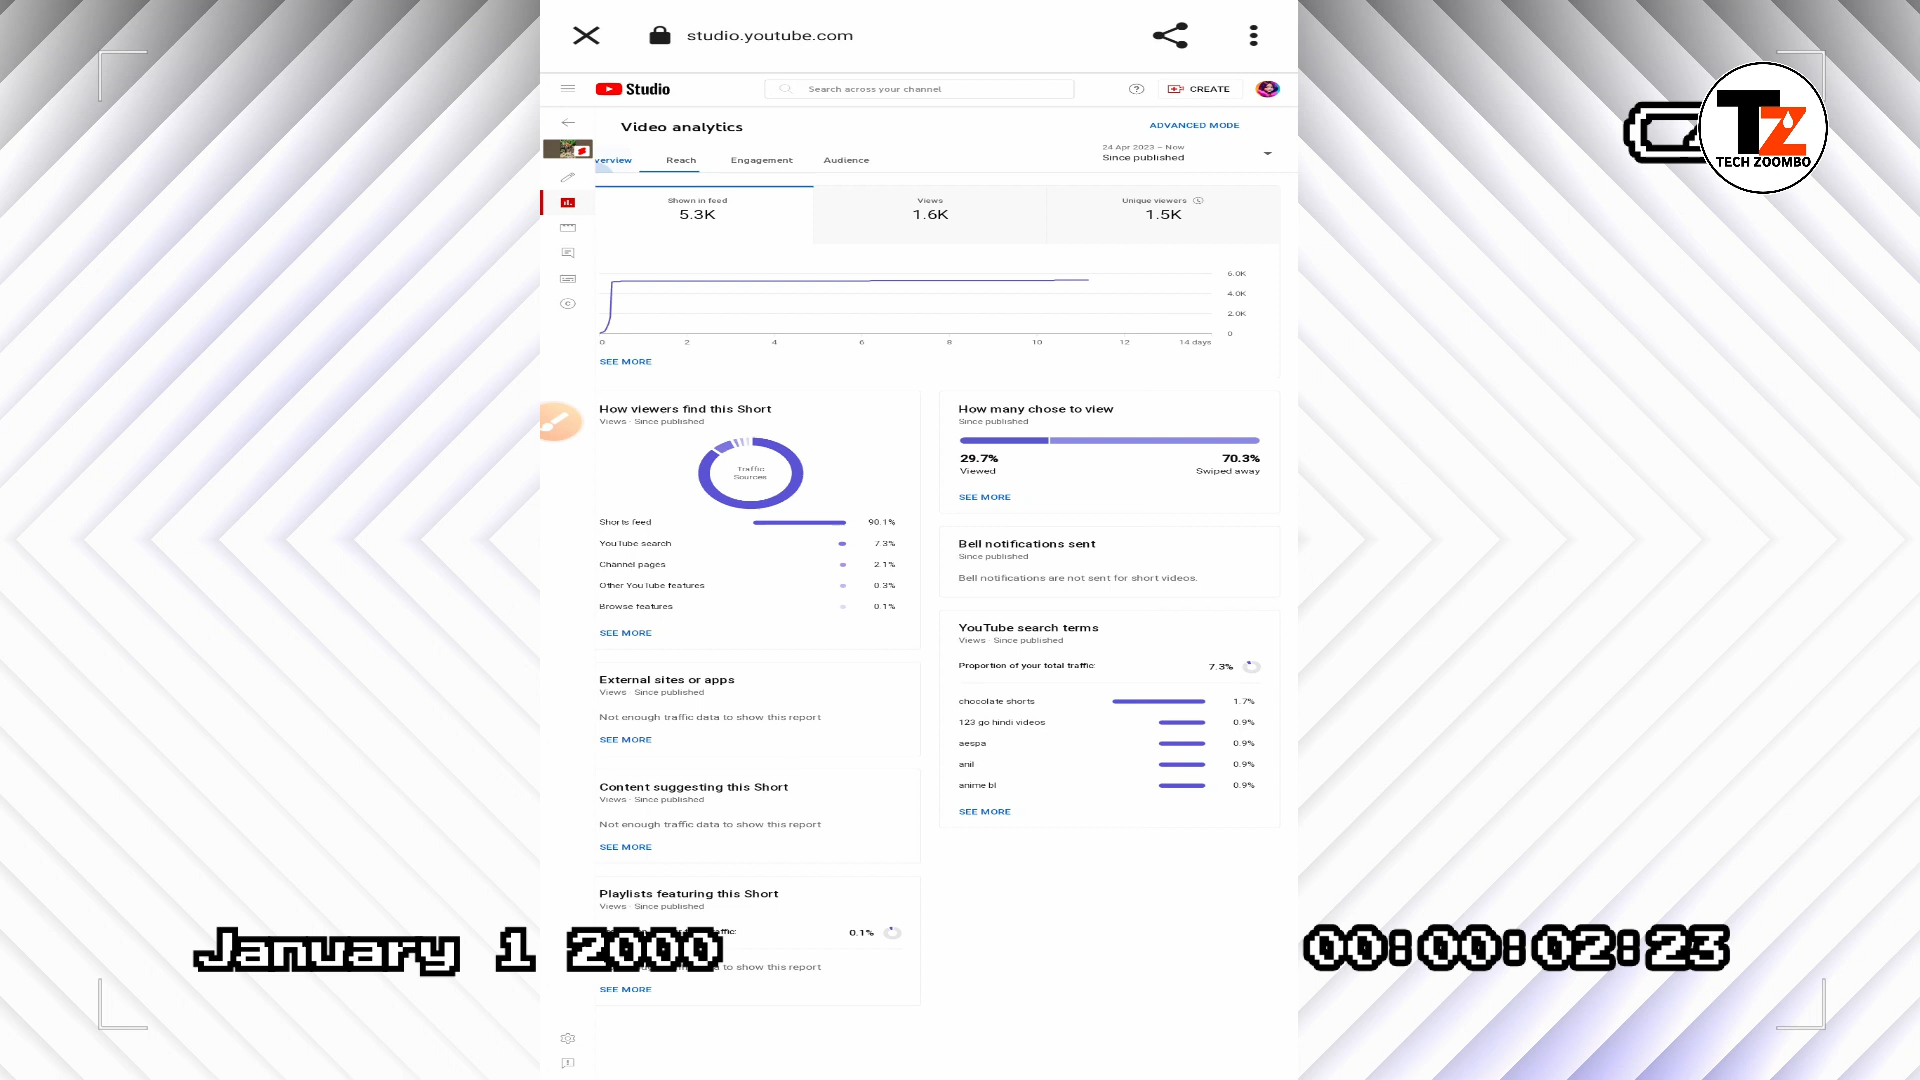 studio.youtube.com
Studio
Search across your channel
CREATE
Video analytics
ADVANCED MODE
24 Apr 2023 – Now
Since published
verview
Reach
Engagement
Audience
Shown in feed
5.3K
Views
1.6K
Unique viewers
1.5K
6.0K
4.0K
2.0K
0
0 2 4 6 8 10 12 14 days
SEE MORE
How viewers find this Short
Views · Since published
Traffic
Sources
Shorts feed 90.1%
YouTube search 7.3%
Channel pages 2.1%
Other YouTube features 0.3%
Browse features 0.1%
SEE MORE
External sites or apps
Views · Since published
Not enough traffic data to show this report
SEE MORE
Content suggesting this Short
Views · Since published
Not enough traffic data to show this report
SEE MORE
Playlists featuring this Short
Views · Since published
0.1%
to show this report
SEE MORE
How many chose to view
Since published
29.7% 70.3%
Viewed Swiped away
SEE MORE
Bell notifications sent
Since published
Bell notifications are not sent for short videos.
YouTube search terms
Views · Since published
Proportion of your total traffic: 7.3%
chocolate shorts 1.7%
123 go hindi videos 0.9%
aespa 0.9%
anil 0.9%
anime bl 0.9%
SEE MORE
TZ
TECH ZOOMBO
January 1 2000
00:00:02:23